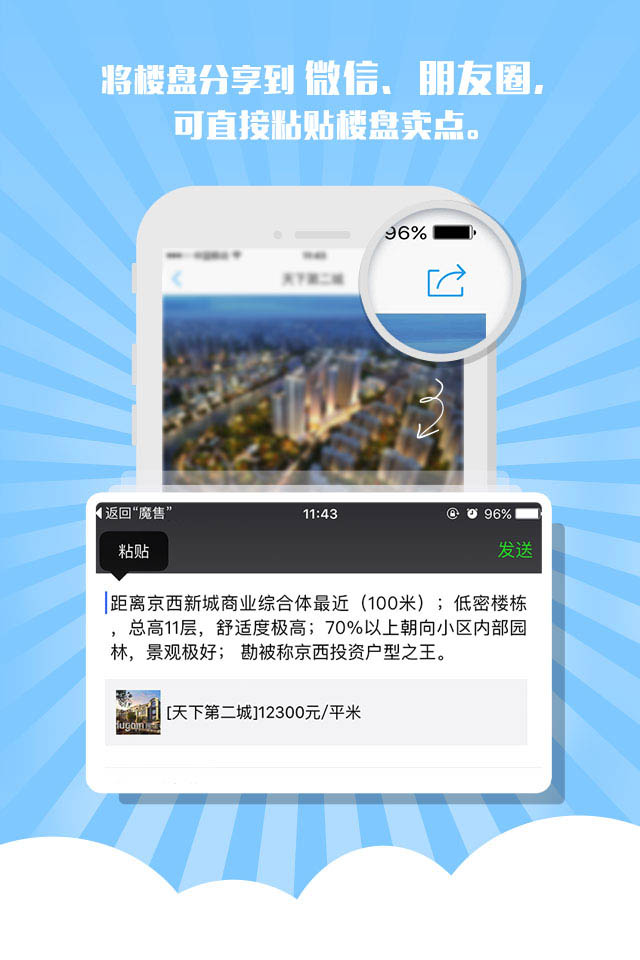 将楼盘分享到 微信、朋友圈,
可直接粘贴楼盘卖点。
96%
11:43
天下第二城
返回“魔售”
11:43
96%
粘贴
发送
距离京西新城商业综合体最近（100米）；低密楼栋
，总高11层，舒适度极高；70%以上朝向小区内部园
林，景观极好； 勘被称京西投资户型之王。
[天下第二城]12300元/平米